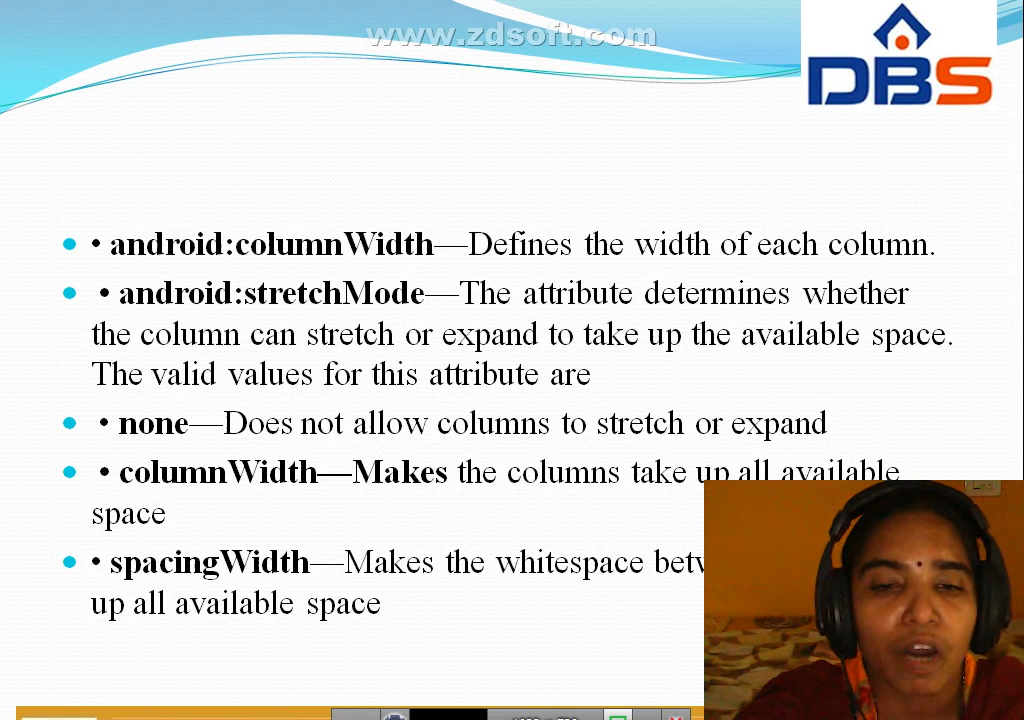 www.zdsoft.com
DBS
• • android:columnWidth—Defines the width of each column.
• • android:stretchMode—The attribute determines whether
the column can stretch or expand to take up the available space.
The valid values for this attribute are
• • none—Does not allow columns to stretch or expand
• • columnWidth—Makes the columns take up all available
space
• • spacingWidth—Makes the whitespace
up all available space